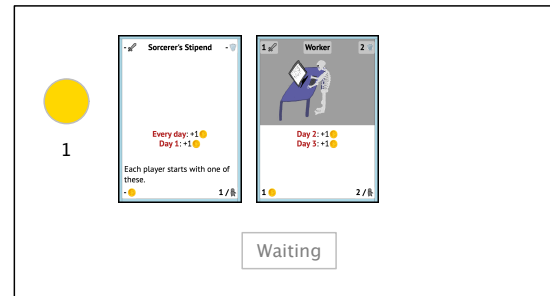 1
-
Sorcerer's Stipend
-
Every day: +1
Day 1: +1
Each player starts with one of
these.
-
1 /
1
Worker
2
Day 2: +1
Day 3: +1
1
2 /
Waiting